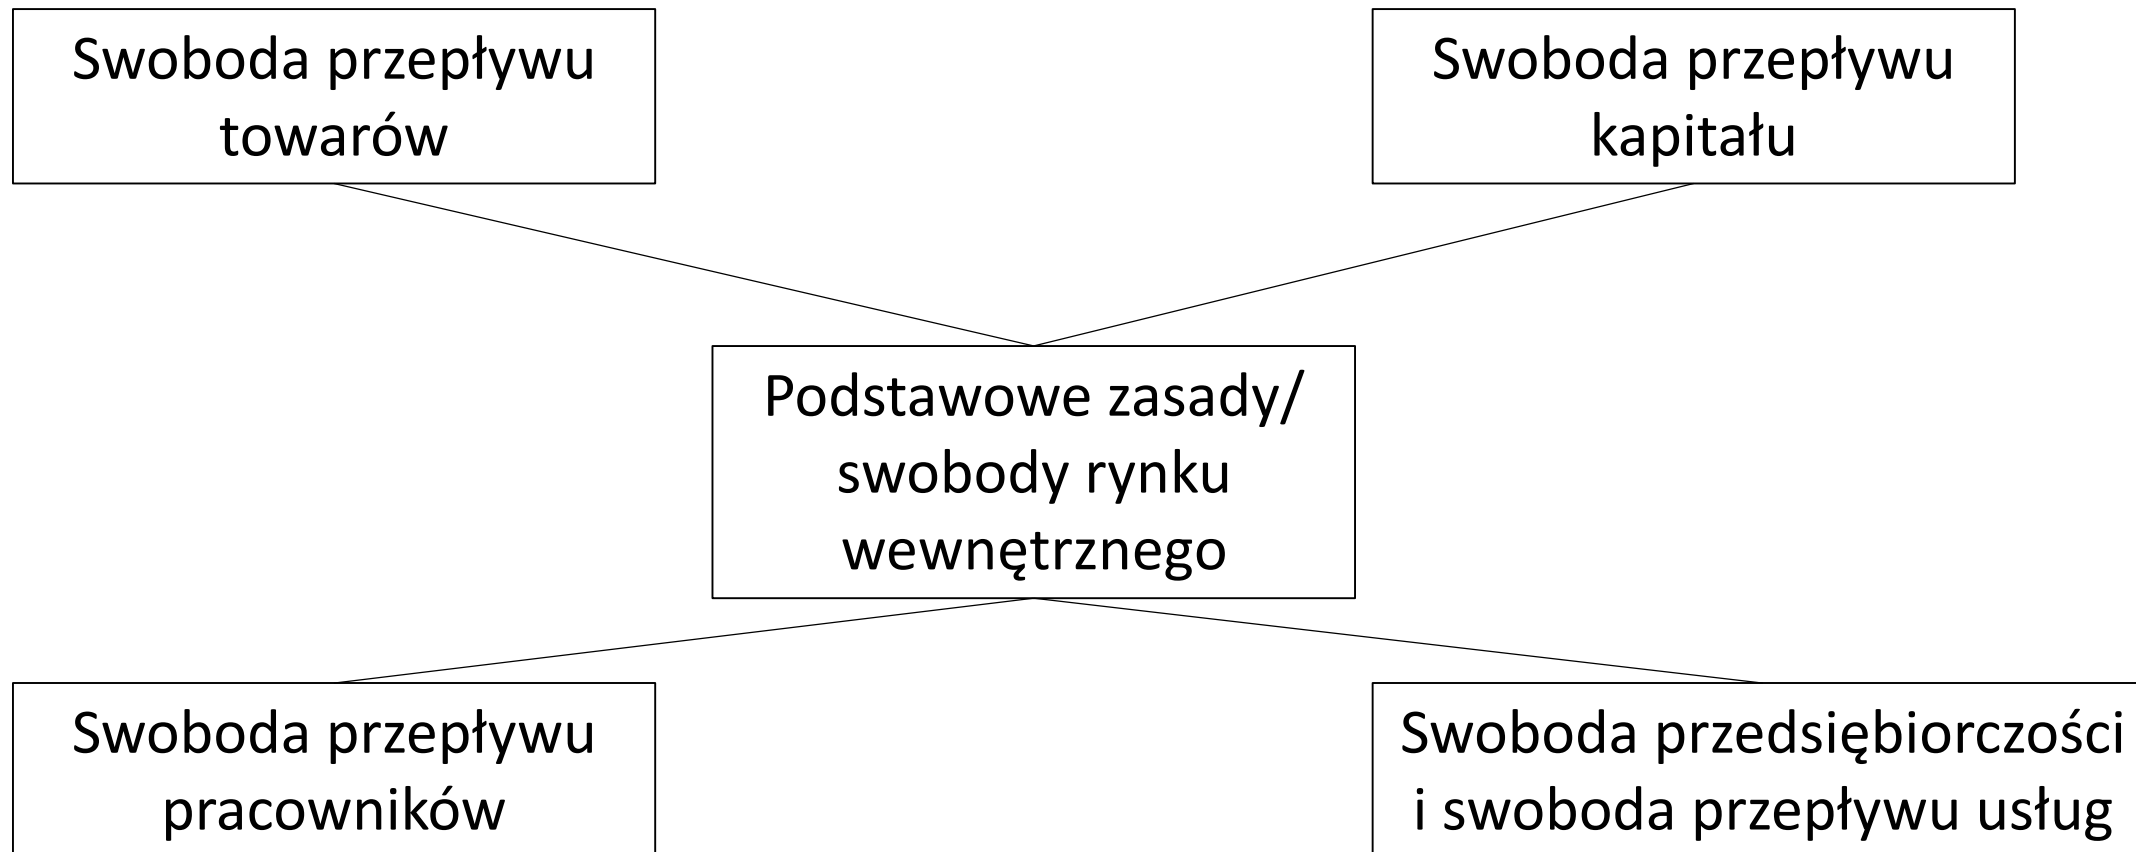 Swoboda przepływu
towarów
Swoboda przepływu
kapitału
Podstawowe zasady/
swobody rynku
wewnętrznego
Swoboda przepływu
pracowników
Swoboda przedsiębiorczości
i swoboda przepływu usług